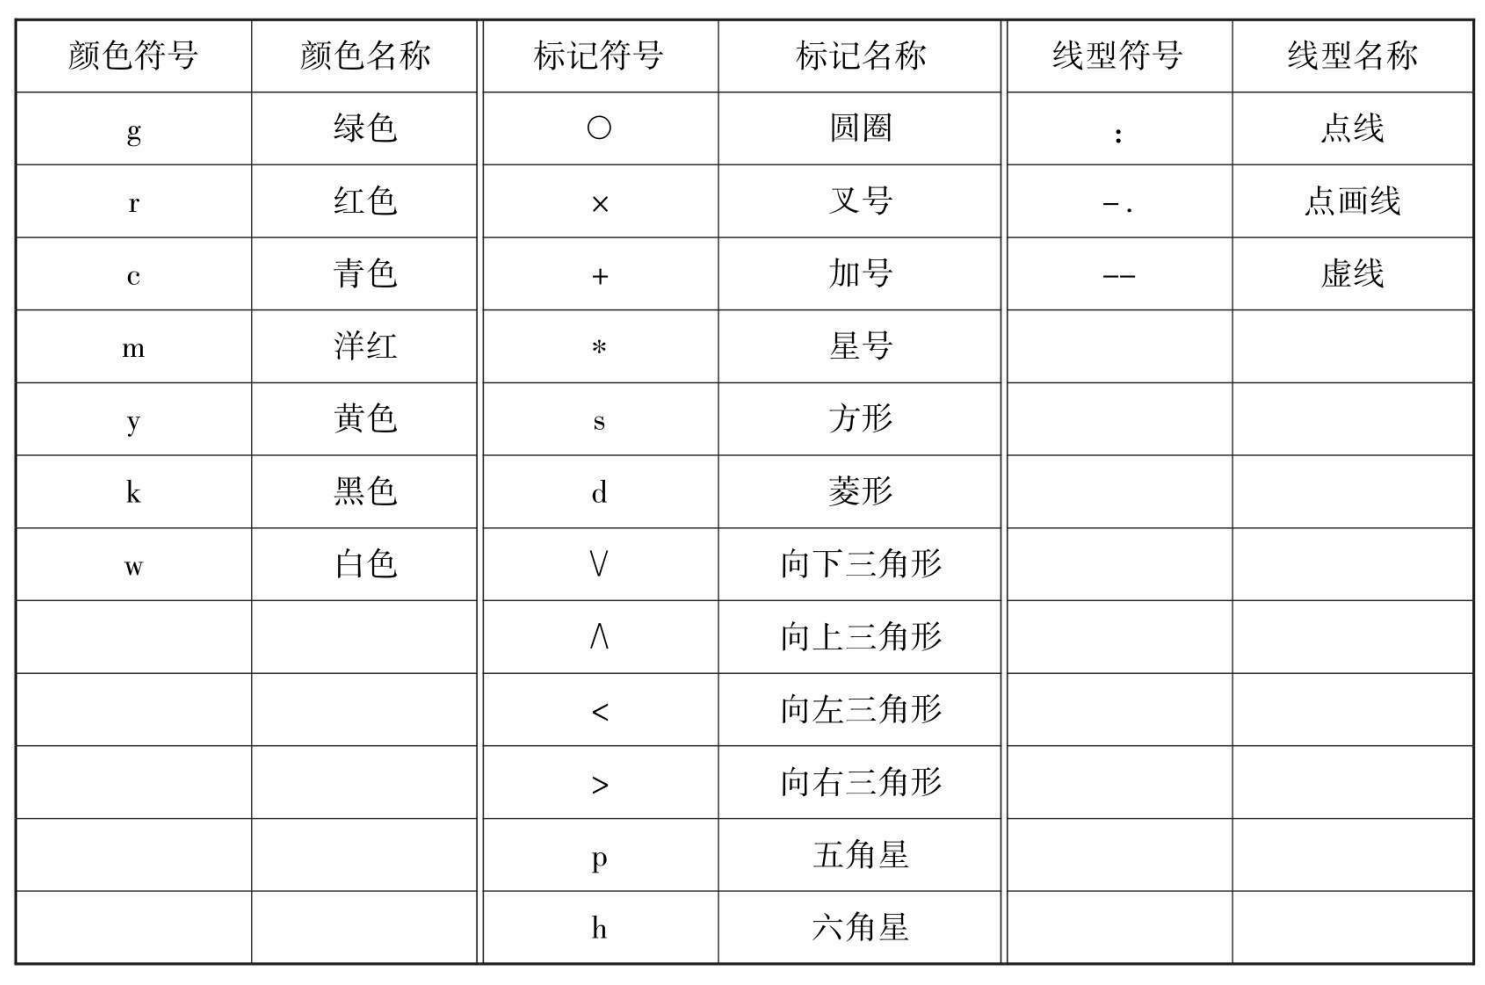 颜色符号 颜色名称 标记符号 标记名称 线型符号 线型名称
g 绿色 ○ 圆圈 : 点线
r 红色 × 叉号 -. 点画线
c 青色 + 加号 -- 虚线
m 洋红 * 星号
y 黄色 s 方形
k 黑色 d 菱形
w 白色 \/ 向下三角形
/\ 向上三角形
< 向左三角形
> 向右三角形
p 五角星
h 六角星